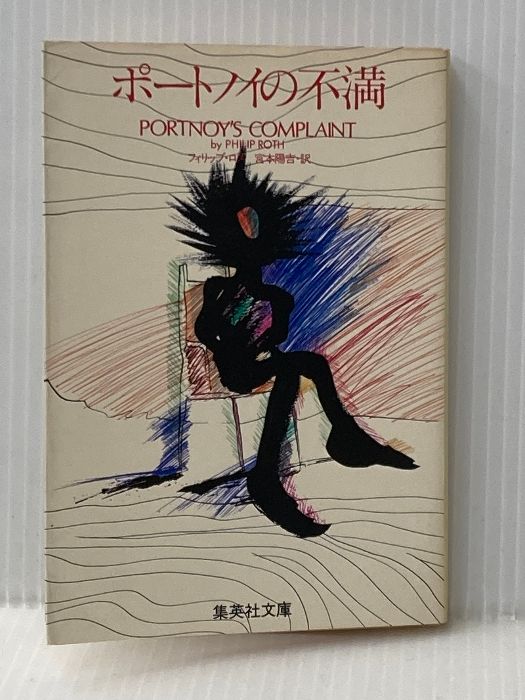 ポートノイの不満
PORTNOY'S COMPLAINT
by PHILIP ROTH
フィリップ・ロス 宮本陽吉・訳
集英社文庫